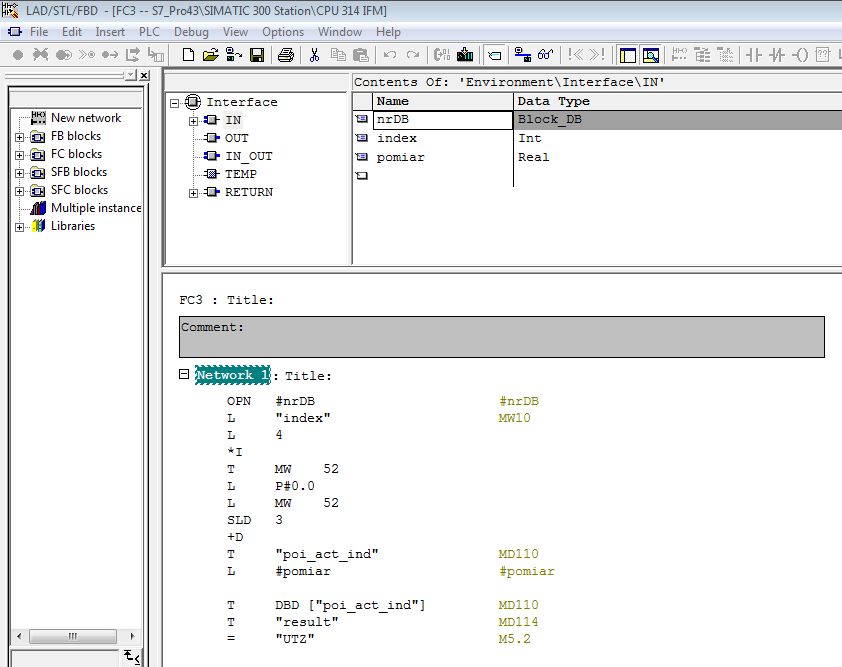 LAD/STL/FBD - [FC3 -- S7_Pro43\SIMATIC 300 Station\CPU 314 IFM]
File Edit Insert PLC Debug View Options Window Help
New network
FB blocks
FC blocks
SFB blocks
SFC blocks
Multiple instance
Libraries
Interface
IN
OUT
IN_OUT
TEMP
RETURN
Contents Of: 'Environment\Interface\IN'
Name Data Type
nrDB Block_DB
index Int
pomiar Real
FC3 : Title:
Comment:
Network 1: Title:
OPN #nrDB #nrDB
L "index" MW10
L 4
*I
T MW 52
L P#0.0
L MW 52
SLD 3
+D
T "poi_act_ind" MD110
L #pomiar #pomiar
T DBD ["poi_act_ind"] MD110
T "result" MD114
= "UTZ" M5.2